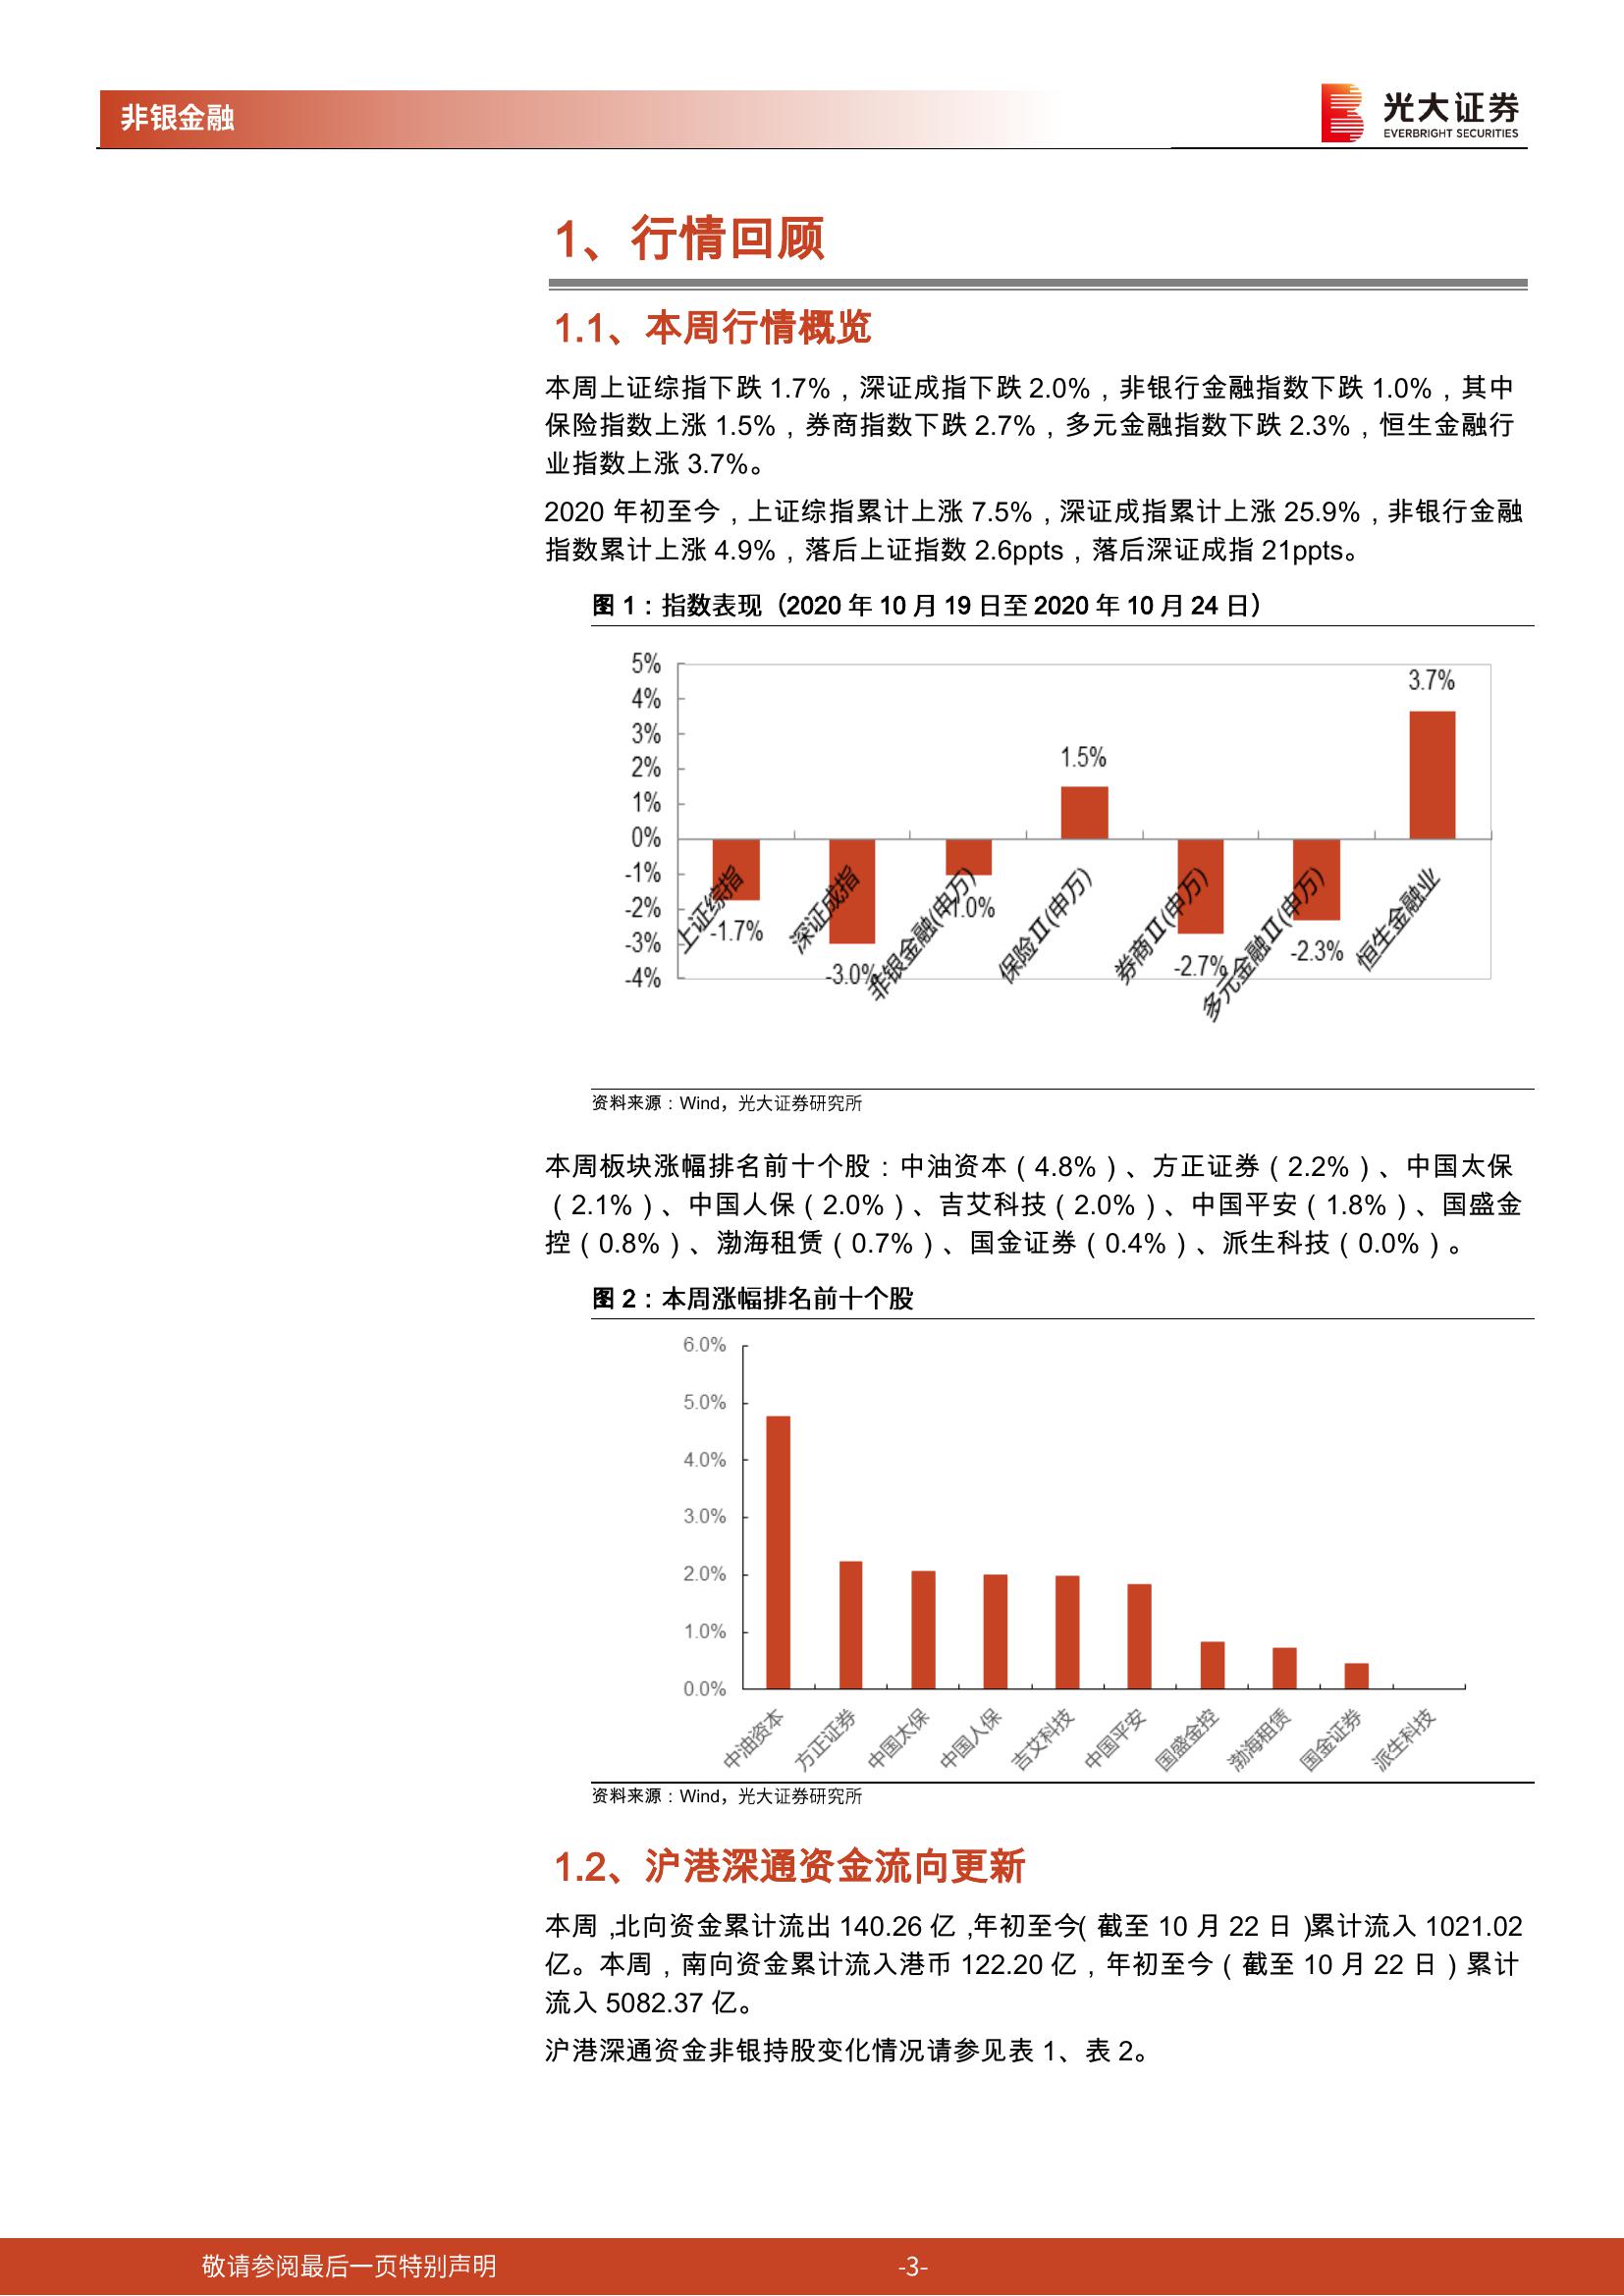 非银金融
光大证券
EVERBRIGHT SECURITIES
1、行情回顾
1.1、本周行情概览
本周上证综指下跌 1.7%，深证成指下跌 2.0%，非银行金融指数下跌 1.0%，其中
保险指数上涨 1.5%，券商指数下跌 2.7%，多元金融指数下跌 2.3%，恒生金融行
业指数上涨 3.7%。
2020 年初至今，上证综指累计上涨 7.5%，深证成指累计上涨 25.9%，非银行金融
指数累计上涨 4.9%，落后上证指数 2.6ppts，落后深证成指 21ppts。
图 1：指数表现（2020 年 10 月 19 日至 2020 年 10 月 24 日）
5%
4%
3%
2%
1%
0%
-1%
-2%
-3%
-4%
-1.7%
-3.0%
-1.0%
1.5%
-2.7%
-2.3%
3.7%
上证综指
深证成指
非银金融(申万)
保险Ⅱ(申万)
券商Ⅱ(申万)
多元金融Ⅱ(申万)
恒生金融业
资料来源：Wind，光大证券研究所
本周板块涨幅排名前十个股：中油资本（4.8%）、方正证券（2.2%）、中国太保
（2.1%）、中国人保（2.0%）、吉艾科技（2.0%）、中国平安（1.8%）、国盛金
控（0.8%）、渤海租赁（0.7%）、国金证券（0.4%）、派生科技（0.0%）。
图 2：本周涨幅排名前十个股
6.0%
5.0%
4.0%
3.0%
2.0%
1.0%
0.0%
中油资本
方正证券
中国太保
中国人保
吉艾科技
中国平安
国盛金控
渤海租赁
国金证券
派生科技
资料来源：Wind，光大证券研究所
1.2、沪港深通资金流向更新
本周，北向资金累计流出 140.26 亿，年初至今（截至 10 月 22 日）累计流入 1021.02
亿。本周，南向资金累计流入港币 122.20 亿，年初至今（截至 10 月 22 日）累计
流入 5082.37 亿。
沪港深通资金非银持股变化情况请参见表 1、表 2。
敬请参阅最后一页特别声明
-3-